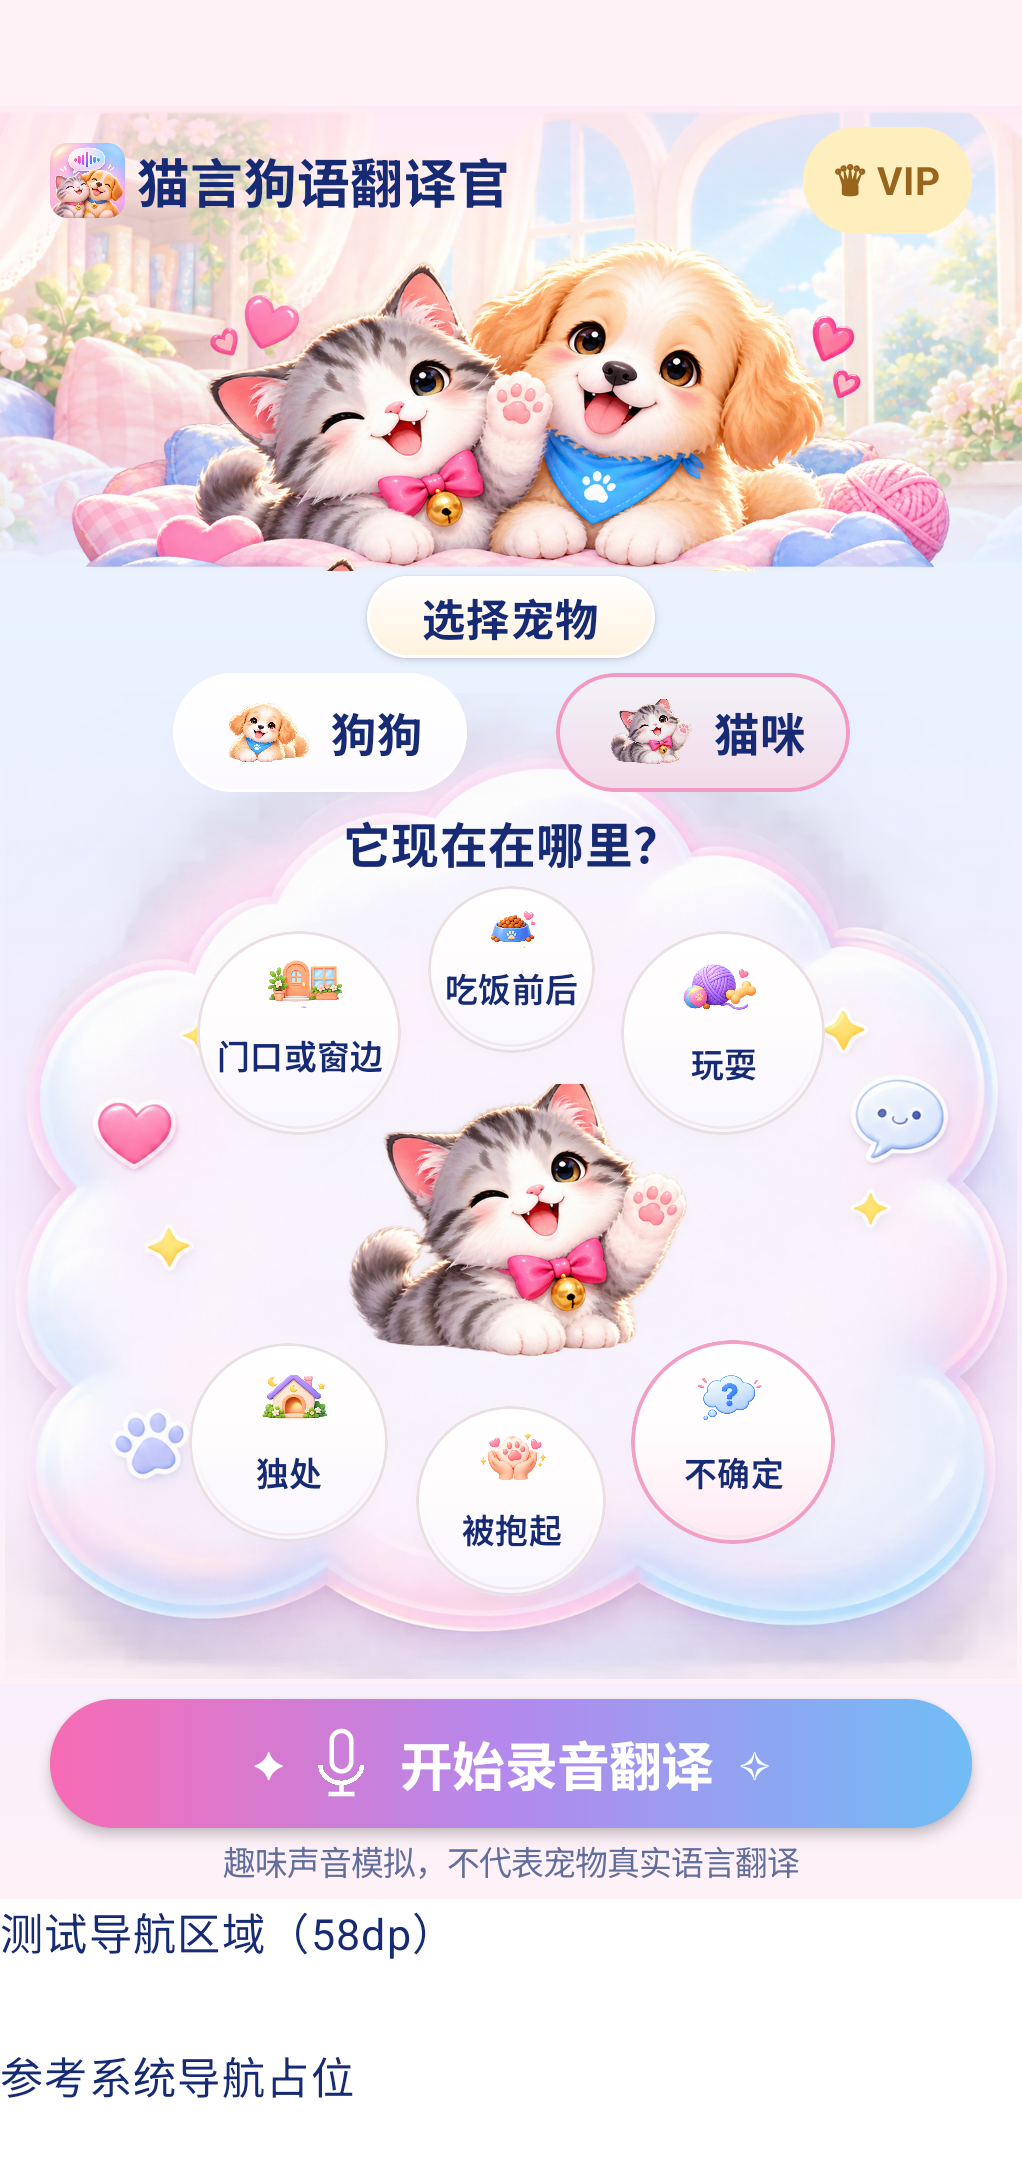 猫言狗语翻译官
VIP
选择宠物
狗狗
猫咪
它现在在哪里？
吃饭前后
门口或窗边
玩耍
独处
被抱起
不确定
开始录音翻译
趣味声音模拟，不代表宠物真实语言翻译
测试导航区域（58dp）
参考系统导航占位